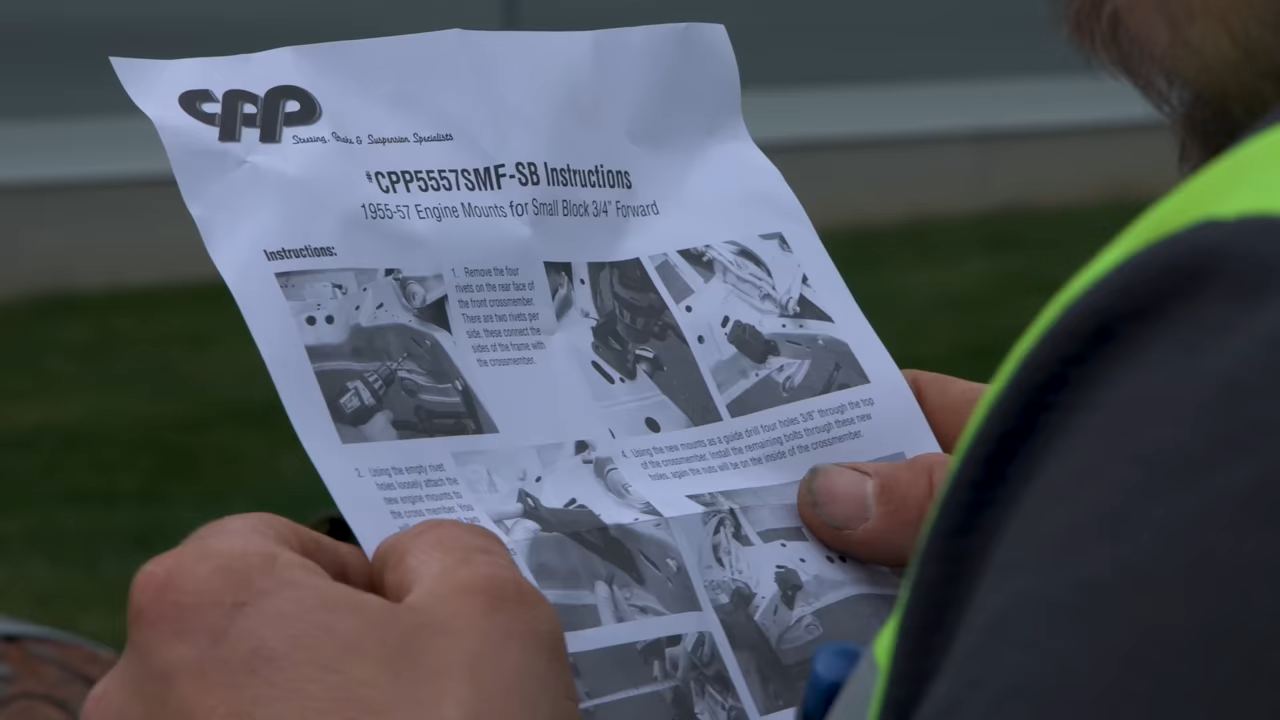 CPP
Steering, Brake & Suspension Specialists
#CPP5557SMF-SB Instructions
1955-57 Engine Mounts for Small Block 3/4" Forward
Instructions:
1. Remove the four
rivets on the rear face of
the front crossmember.
There are two rivets per
side, these connect the
sides of the frame with
the crossmember.
2. Using the empty rivet
holes loosely attach the
new engine mounts to
the cross member. You
two
4. Using the new mounts as a guide drill four holes 3/8" through the top
of the crossmember. Install the remaining bolts through these new
holes, again the nuts will be on the inside of the crossmember.